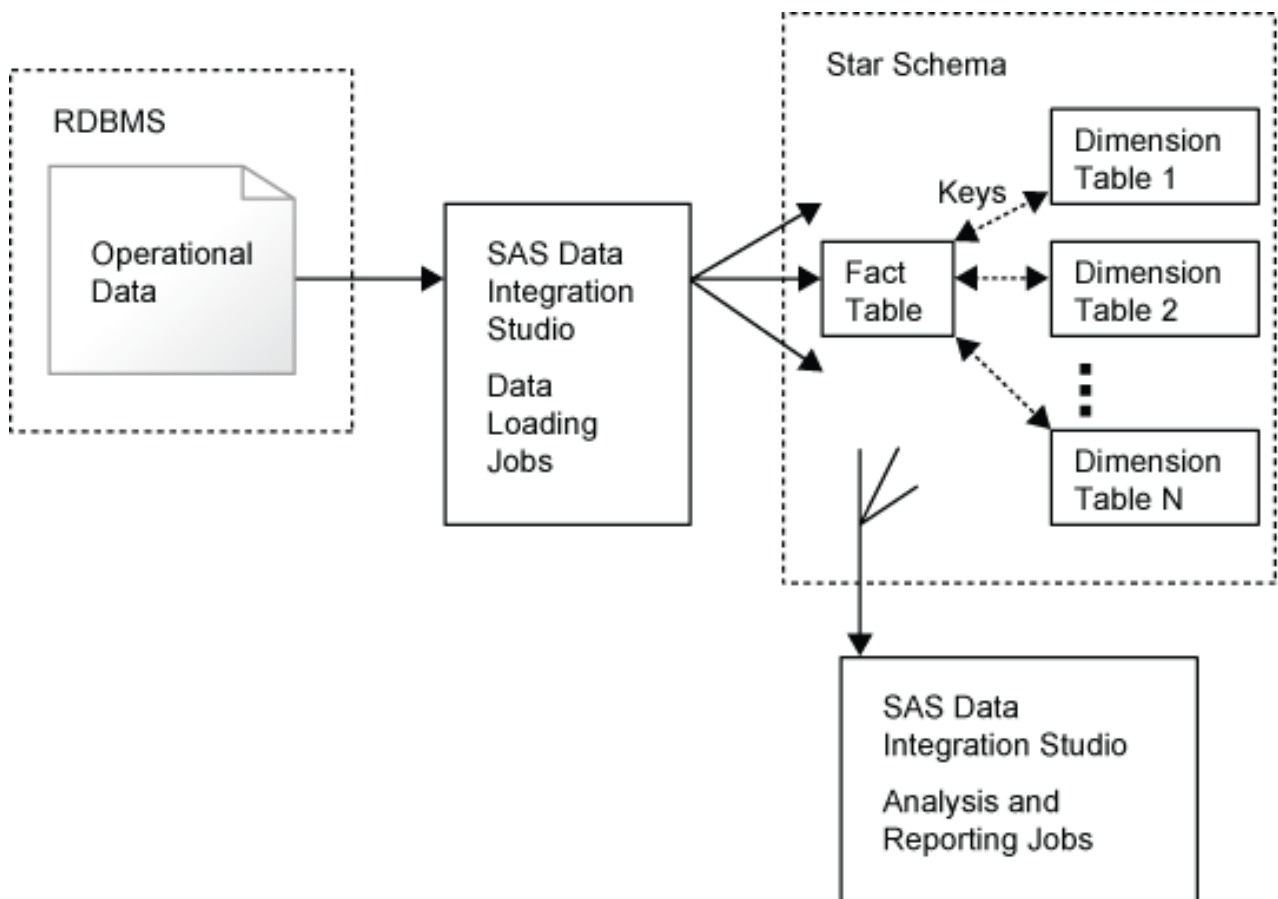 RDBMS
Operational
Data
SAS Data
Integration
Studio
Data
Loading
Jobs
Star Schema
Keys
Fact
Table
Dimension
Table 1
Dimension
Table 2
Dimension
Table N
SAS Data
Integration Studio
Analysis and
Reporting Jobs